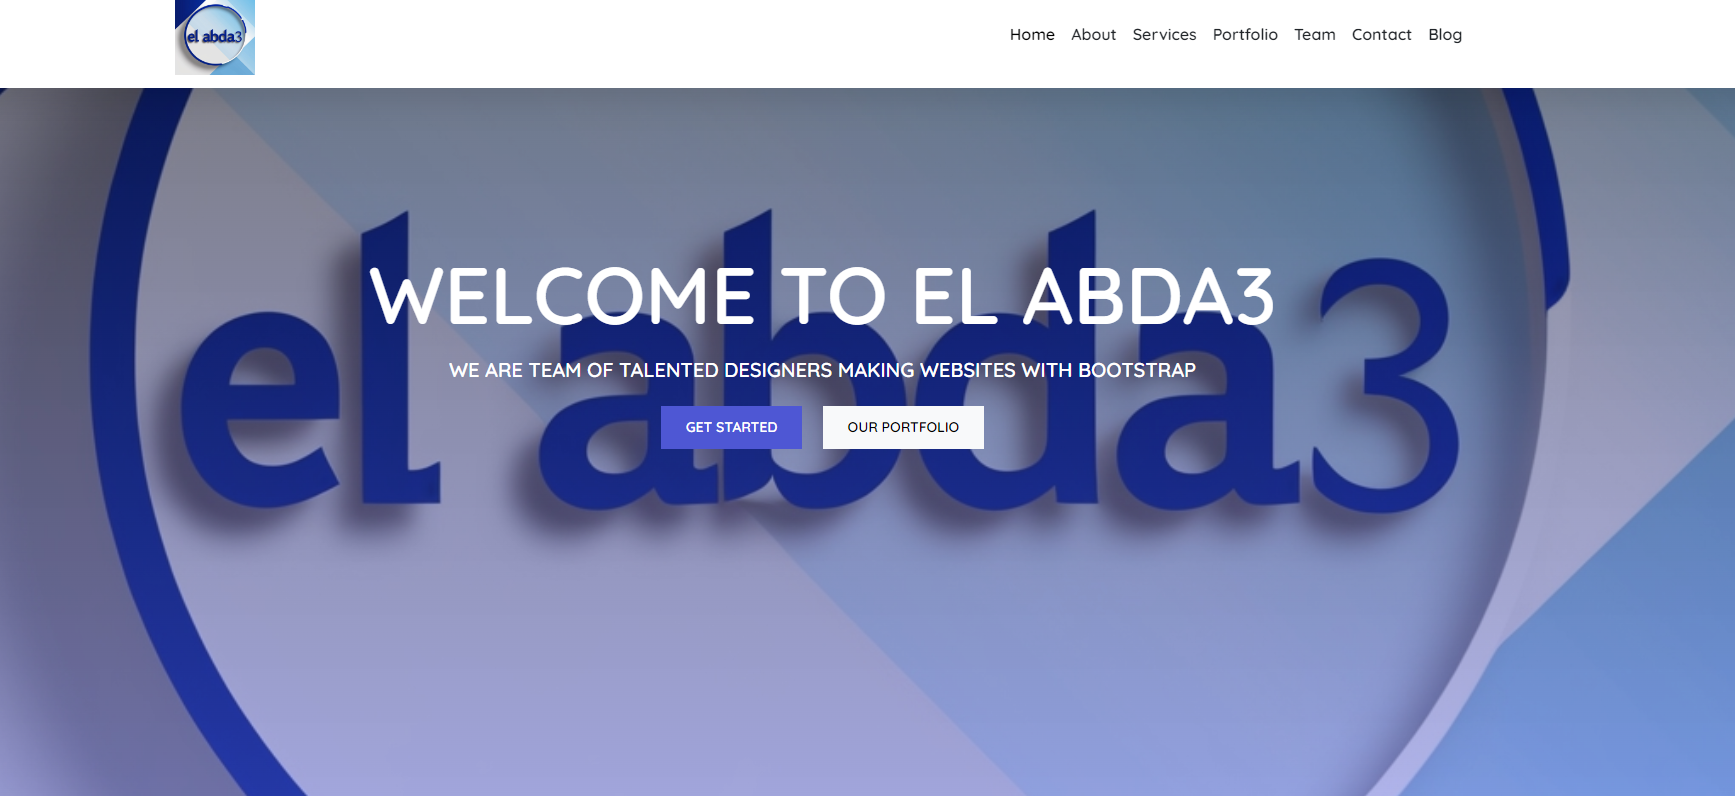 el abda3
Home About Services Portfolio Team Contact Blog
el abda3
WELCOME TO EL ABDA3
WE ARE TEAM OF TALENTED DESIGNERS MAKING WEBSITES WITH BOOTSTRAP
GET STARTED OUR PORTFOLIO